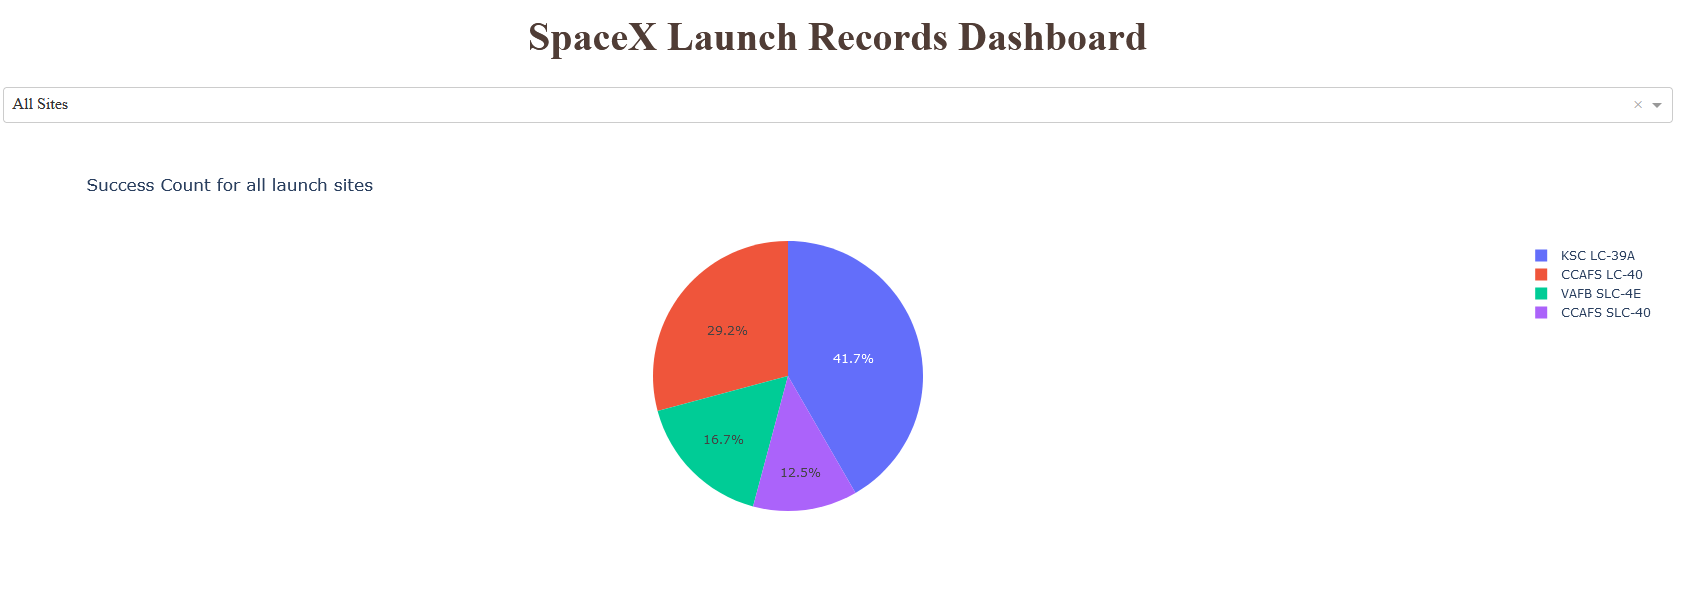 SpaceX Launch Records Dashboard
All Sites
Success Count for all launch sites
KSC LC-39A
CCAFS LC-40
VAFB SLC-4E
CCAFS SLC-40
29.2%
41.7%
16.7%
12.5%